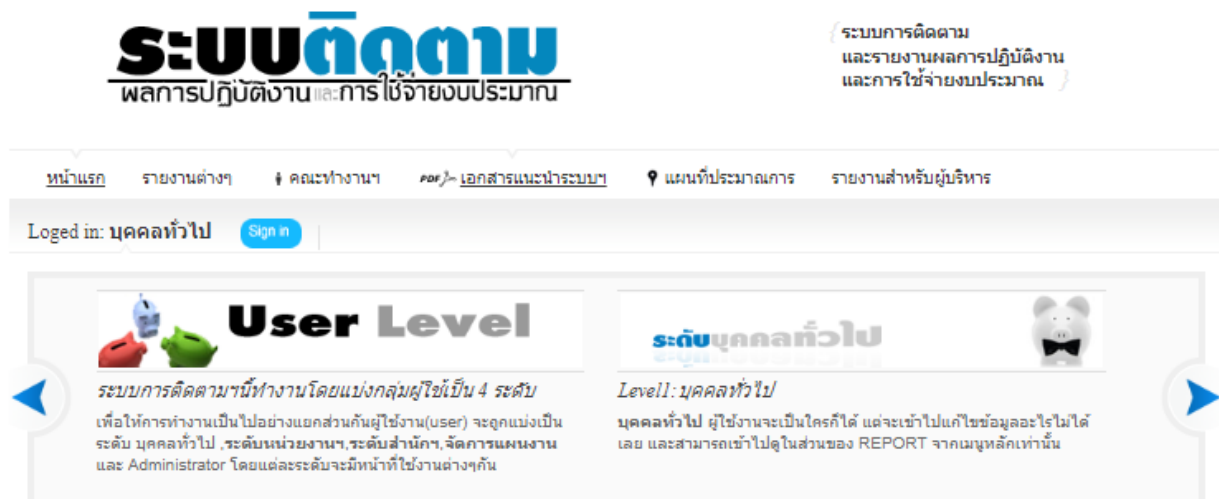 ระบบติดตาม
ผลการปฏิบัติงานและการใช้จ่ายงบประมาณ
{ระบบการติดตาม
และรายงานผลการปฏิบัติงาน
และการใช้จ่ายงบประมาณ }
หน้าแรก รายงานต่างๆ คณะทำงานฯ PDF เอกสารแนะนำระบบฯ แผนที่ประมาณการ รายงานสำหรับผู้บริหาร
Loged in: บุคคลทั่วไป Sign in
User Level
ระบบการติดตามฯนี้ทำงานโดยแบ่งกลุ่มผู้ใช้เป็น 4 ระดับ
เพื่อให้การทำงานเป็นไปอย่างแยกส่วนกันผู้ใช้งาน(user) จะถูกแบ่งเป็น
ระดับ บุคคลทั่วไป ,ระดับหน่วยงานฯ,ระดับสำนักฯ,จัดการแผนงาน
และ Administrator โดยแต่ละระดับจะมีหน้าที่ใช้งานต่างๆกัน
ระดับบุคคลทั่วไป
Level1: บุคคลทั่วไป
บุคคลทั่วไป ผู้ใช้งานจะเป็นใครก็ได้ แต่จะเข้าไปแก้ไขข้อมูลอะไรไม่ได้
เลย และสามารถเข้าไปดูในส่วนของ REPORT จากเมนูหลักเท่านั้น